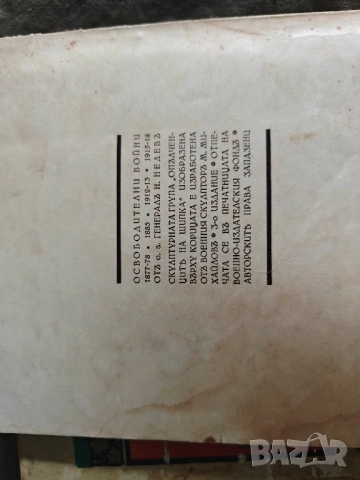 ОСВОБОДИТЕЛНИ ВОЙНИ
1877-78 • 1885 • 1912-13 • 1915-18
ОТЪ О. З. ГЕНЕРАЛЪ Н. НЕДЕВЪ
СКУЛПТУРНАТА ГРУПА „ОПЪЛЧЕН-
ЦИТѢ НА ШИПКА" ИЗОБРАЗЕНА
ВЪРХУ КОРИЦАТА Е ИЗРАБОТЕНА
ОТЪ ВОЕННИЯ СКУЛПТОРЪ М. МИ-
ХАЙЛОВЪ • 3-О ИЗДАНИЕ • ОТПЕ-
ЧАТА СЕ ВЪ ПЕЧАТНИЦАТА НА
ВОЕННО-ИЗДАТЕЛСКИЯ ФОНДЪ •
АВТОРСКИТѢ ПРАВА ЗАПАЗЕНИ
BAZAR